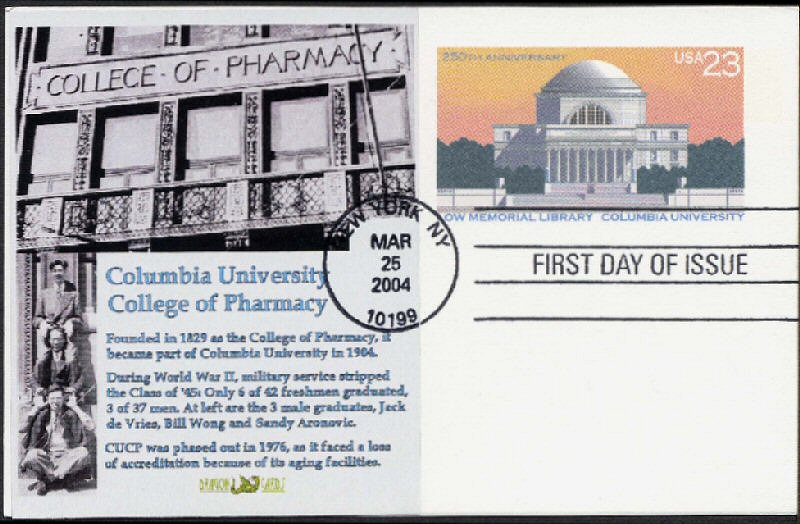 COLLEGE · OF · PHARMACY
250TH ANNIVERSARY
USA 23
LOW MEMORIAL LIBRARY COLUMBIA UNIVERSITY
NEW YORK NY
MAR
25
2004
10199
FIRST DAY OF ISSUE
Columbia University
College of Pharmacy
Founded in 1829 as the College of Pharmacy, it
became part of Columbia University in 1904.
During World War II, military service stripped
the Class of '45: Only 6 of 42 freshmen graduated,
3 of 37 men. At left are the 3 male graduates, Jack
de Vries, Bill Wong and Sandy Aronovic.
CUCP was phased out in 1976, as it faced a loss
of accreditation because of its aging facilities.
DRAGON CARDS